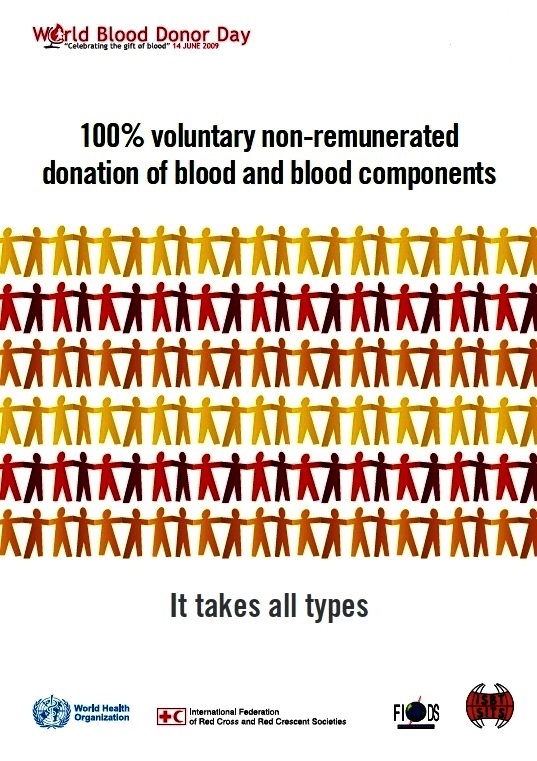 World Blood Donor Day
"Celebrating the gift of blood" 14 JUNE 2009
100% voluntary non-remunerated
donation of blood and blood components
It takes all types
World Health
Organization
International Federation
of Red Cross and Red Crescent Societies
FIODS
ISBT
SITS